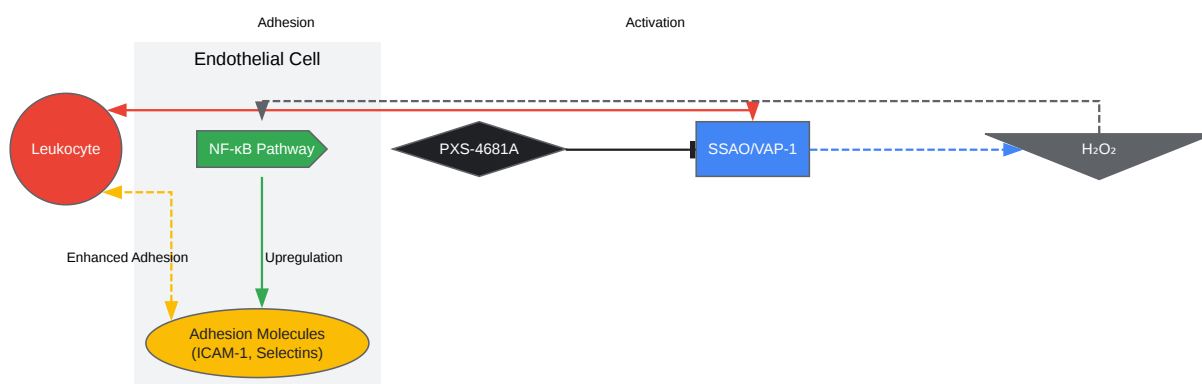 Adhesion
Activation
Endothelial Cell
Leukocyte
NF-κB Pathway
PXS-4681A
SSAO/VAP-1
H₂O₂
Enhanced Adhesion
Upregulation
Adhesion Molecules
(ICAM-1, Selectins)